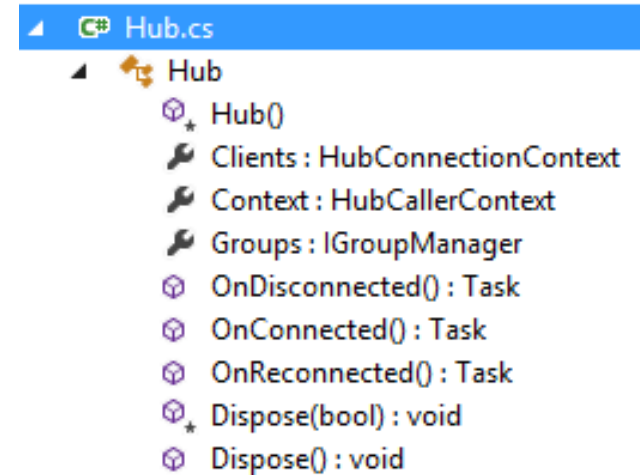 C# Hub.cs
Hub
Hub()
Clients : HubConnectionContext
Context : HubCallerContext
Groups : IGroupManager
OnDisconnected() : Task
OnConnected() : Task
OnReconnected() : Task
Dispose(bool) : void
Dispose() : void